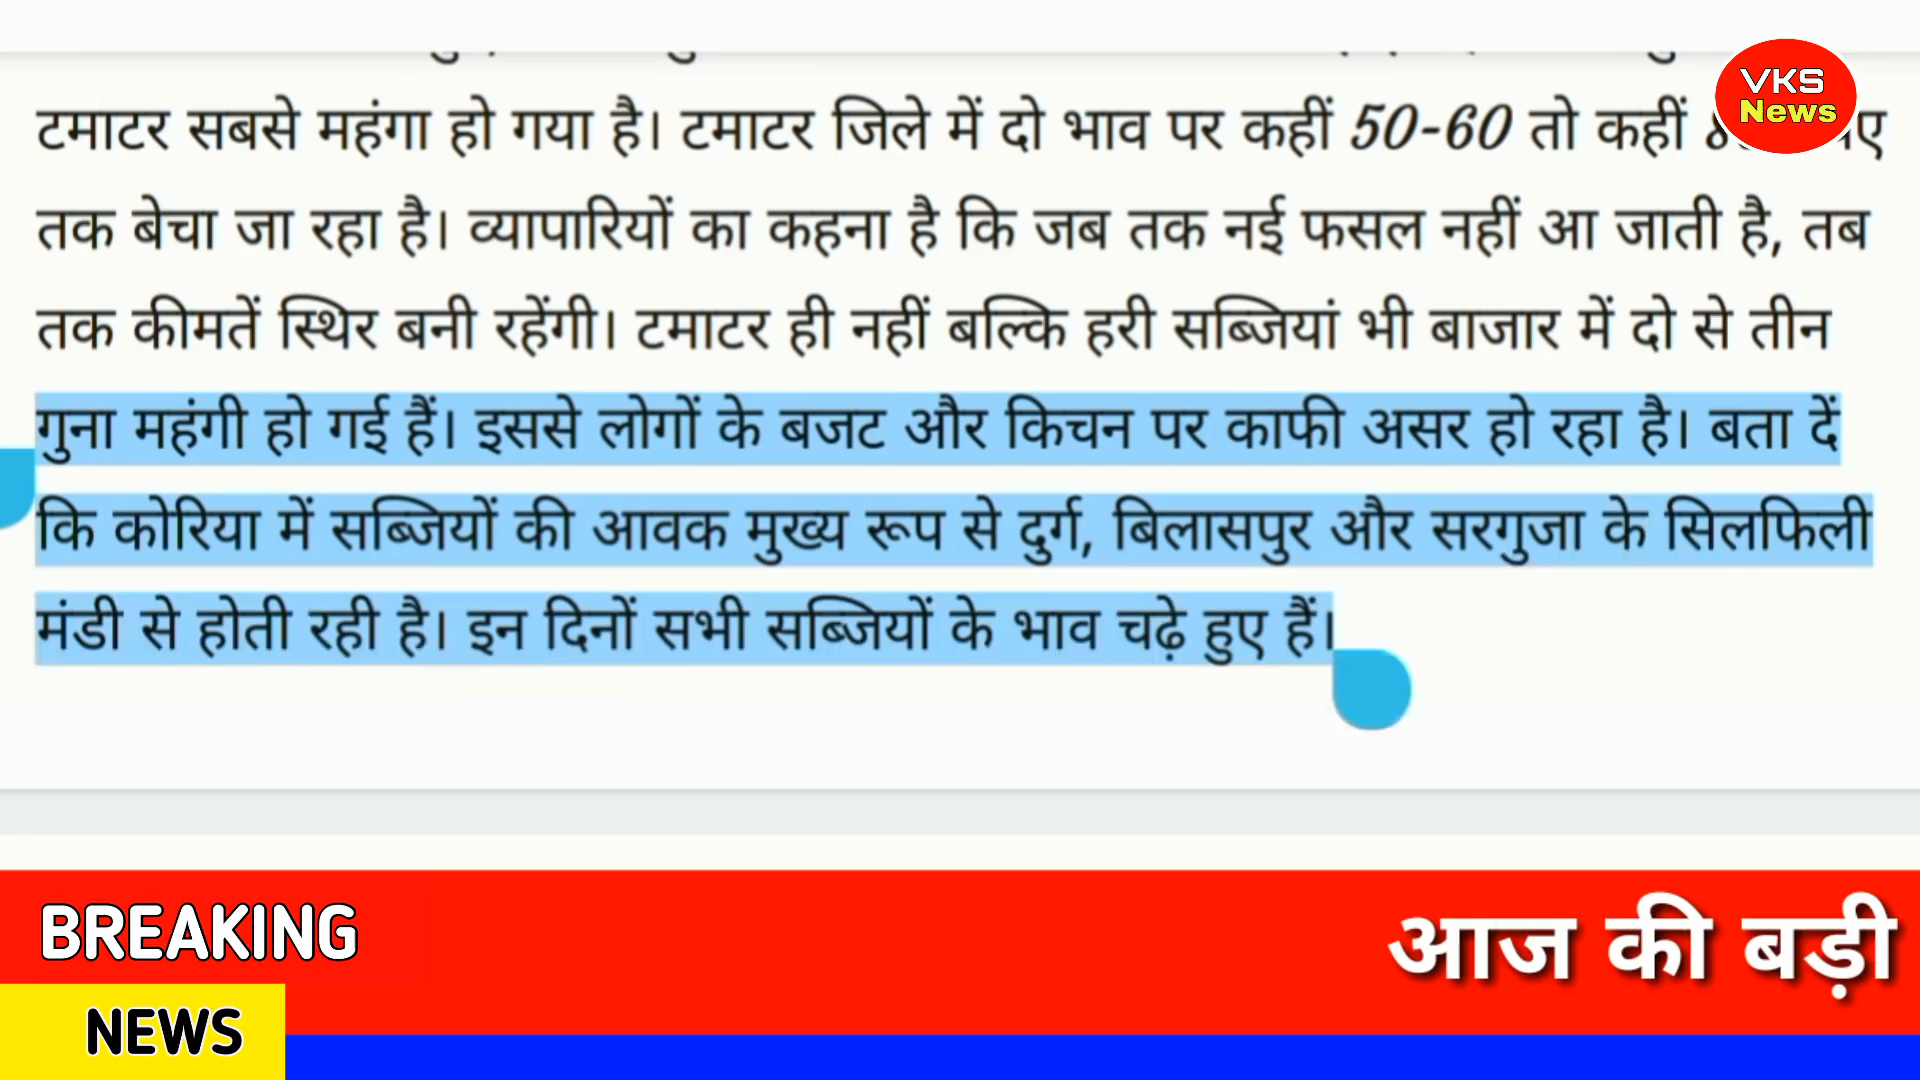 टमाटर सबसे महंगा हो गया है। टमाटर जिले में दो भाव पर कहीं 50-60 तो कहीं
तक बेचा जा रहा है। व्यापारियों का कहना है कि जब तक नई फसल नहीं आ जाती है, तब
तक कीमतें स्थिर बनी रहेंगी। टमाटर ही नहीं बल्कि हरी सब्जियां भी बाजार में दो से तीन
गुना महंगी हो गई हैं। इससे लोगों के बजट और किचन पर काफी असर हो रहा है। बता दें
कि कोरिया में सब्जियों की आवक मुख्य रूप से दुर्ग, बिलासपुर और सरगुजा के सिलफिली
मंडी से होती रही है। इन दिनों सभी सब्जियों के भाव चढ़े हुए हैं।
VKS
News
BREAKING
NEWS
आज की बड़ी